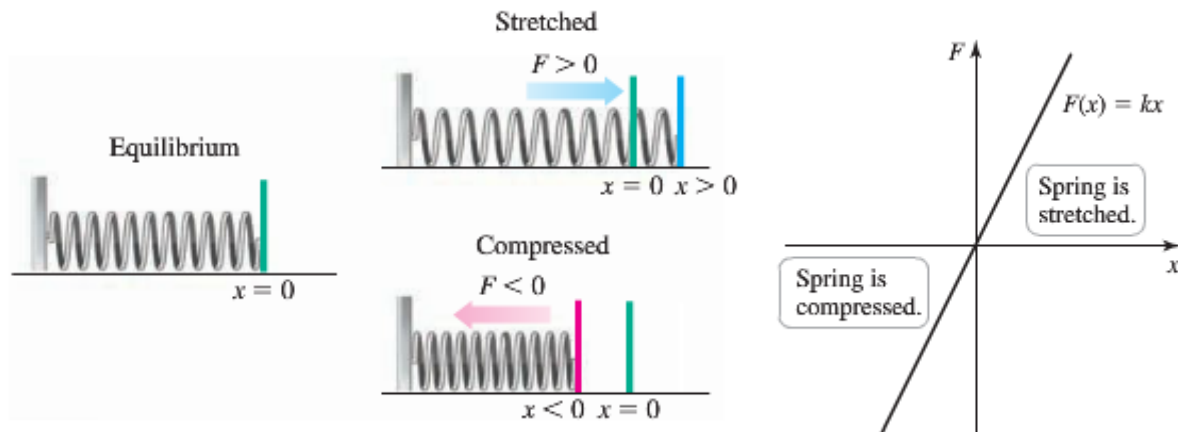 Equilibrium
x = 0
Stretched
F > 0
x = 0 x > 0
Compressed
F < 0
x < 0 x = 0
F
F(x) = kx
Spring is
stretched.
x
Spring is
compressed.